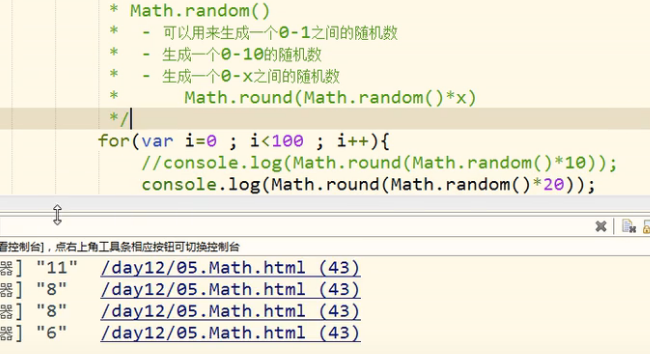 * Math.random()
* - 可以用来生成一个0-1之间的随机数
* - 生成一个0-10的随机数
* - 生成一个0-x之间的随机数
* Math.round(Math.random()*x)
*/
for(var i=0 ; i<100 ; i++){
//console.log(Math.round(Math.random()*10));
console.log(Math.round(Math.random()*20));
看控制台]，点右上角工具条相应按钮可切换控制台
器] "11" /day12/05.Math.html (43)
器] "8" /day12/05.Math.html (43)
器] "8" /day12/05.Math.html (43)
器] "6" /day12/05.Math.html (43)